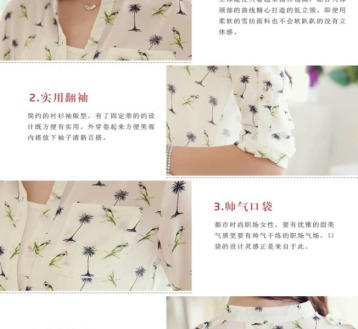 颈部的曲线精心打造的低立领,即使用
柔软的雪纺面料也不会软趴趴的没有立
体感。
2.实用翻袖
简约的衬衫袖版型,有了固定带的的设
计既方便有实用。外穿卷起来方便美观
内搭放下袖子清新百搭。
3.帅气口袋
都市时尚职场女性,要有优雅的甜美
气质更要有帅气干练的职场气场。口
袋的设计灵感正是来自于此。